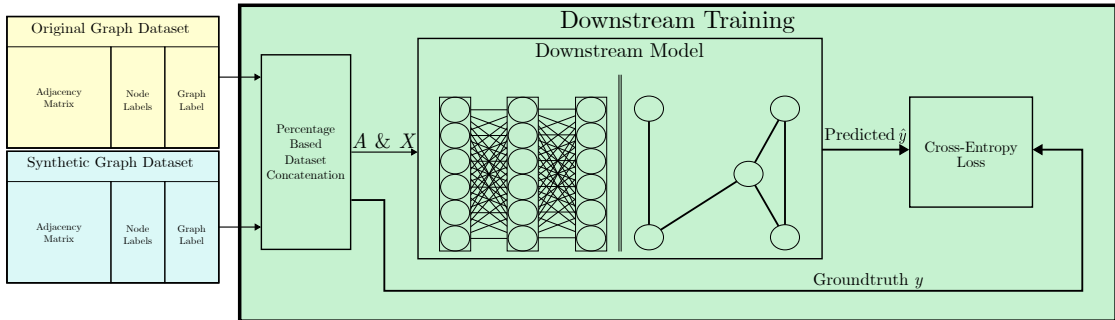 Downstream Training
Original Graph Dataset
Adjacency
Matrix
Node
Labels
Graph
Label
Synthetic Graph Dataset
Adjacency
Matrix
Node
Labels
Graph
Label
Percentage
Based
Dataset
Concatenation
A & X
Downstream Model
Predicted ŷ
Cross-Entropy
Loss
Groundtruth y